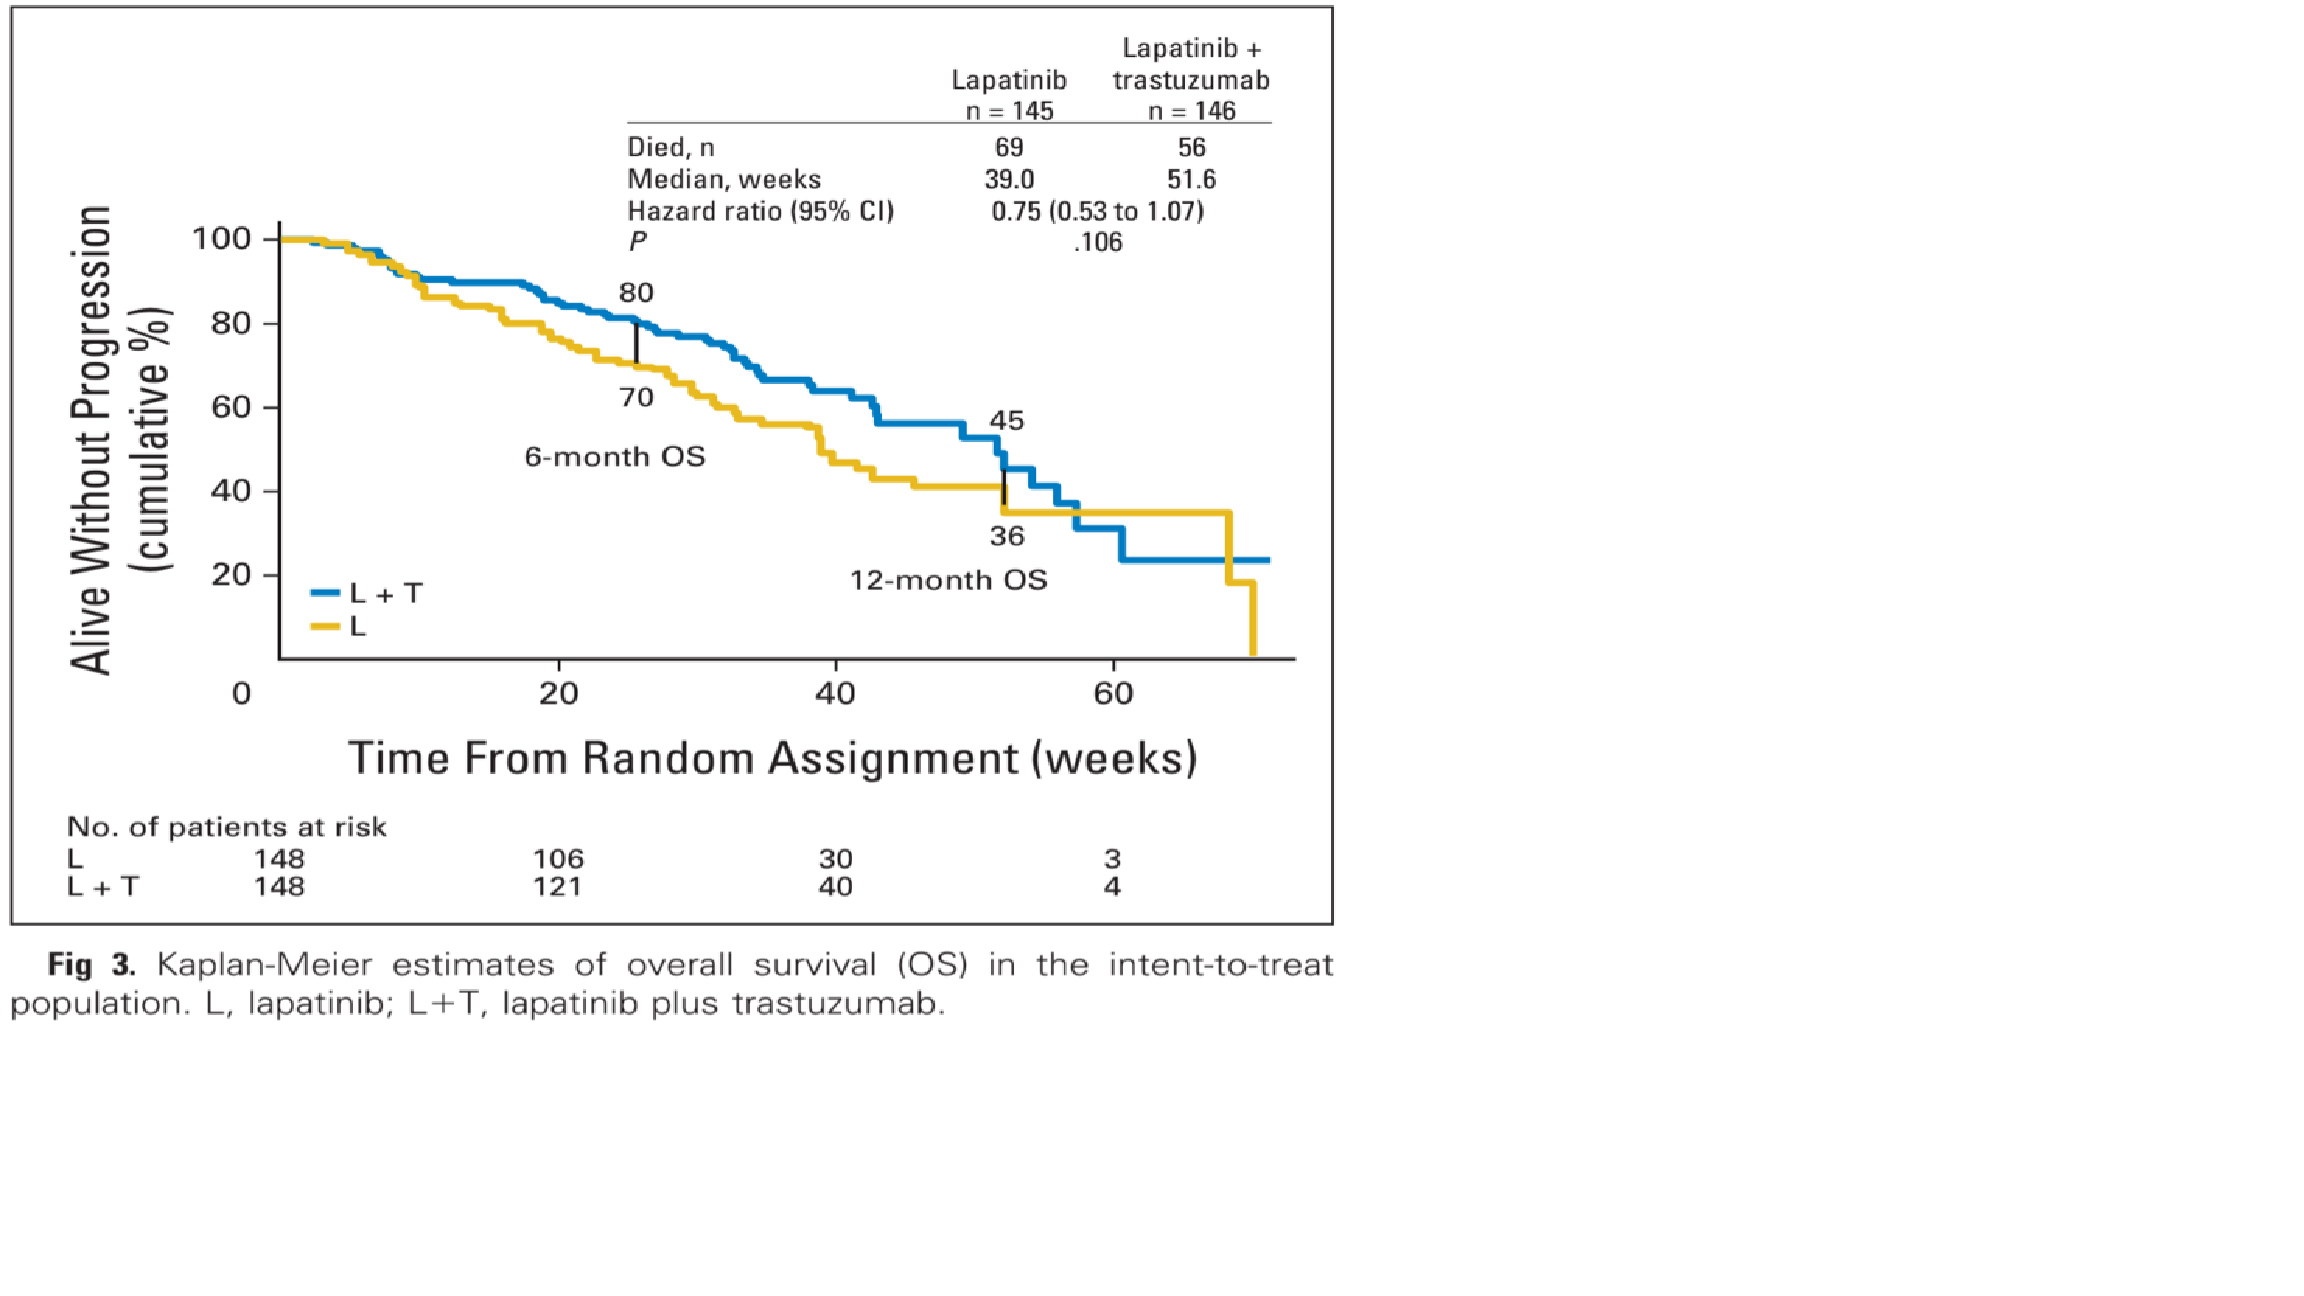 Lapatinib +
Lapatinib trastuzumab
n = 145 n = 146
Died, n 69 56
Median, weeks 39.0 51.6
Hazard ratio (95% CI) 0.75 (0.53 to 1.07)
P .106
Alive Without Progression
(cumulative %)
100
80
60
40
20
80
70
6-month OS
45
36
12-month OS
L + T
L
0 20 40 60
Time From Random Assignment (weeks)
No. of patients at risk
L 148 106 30 3
L + T 148 121 40 4
Fig 3. Kaplan-Meier estimates of overall survival (OS) in the intent-to-treat
population. L, lapatinib; L+T, lapatinib plus trastuzumab.